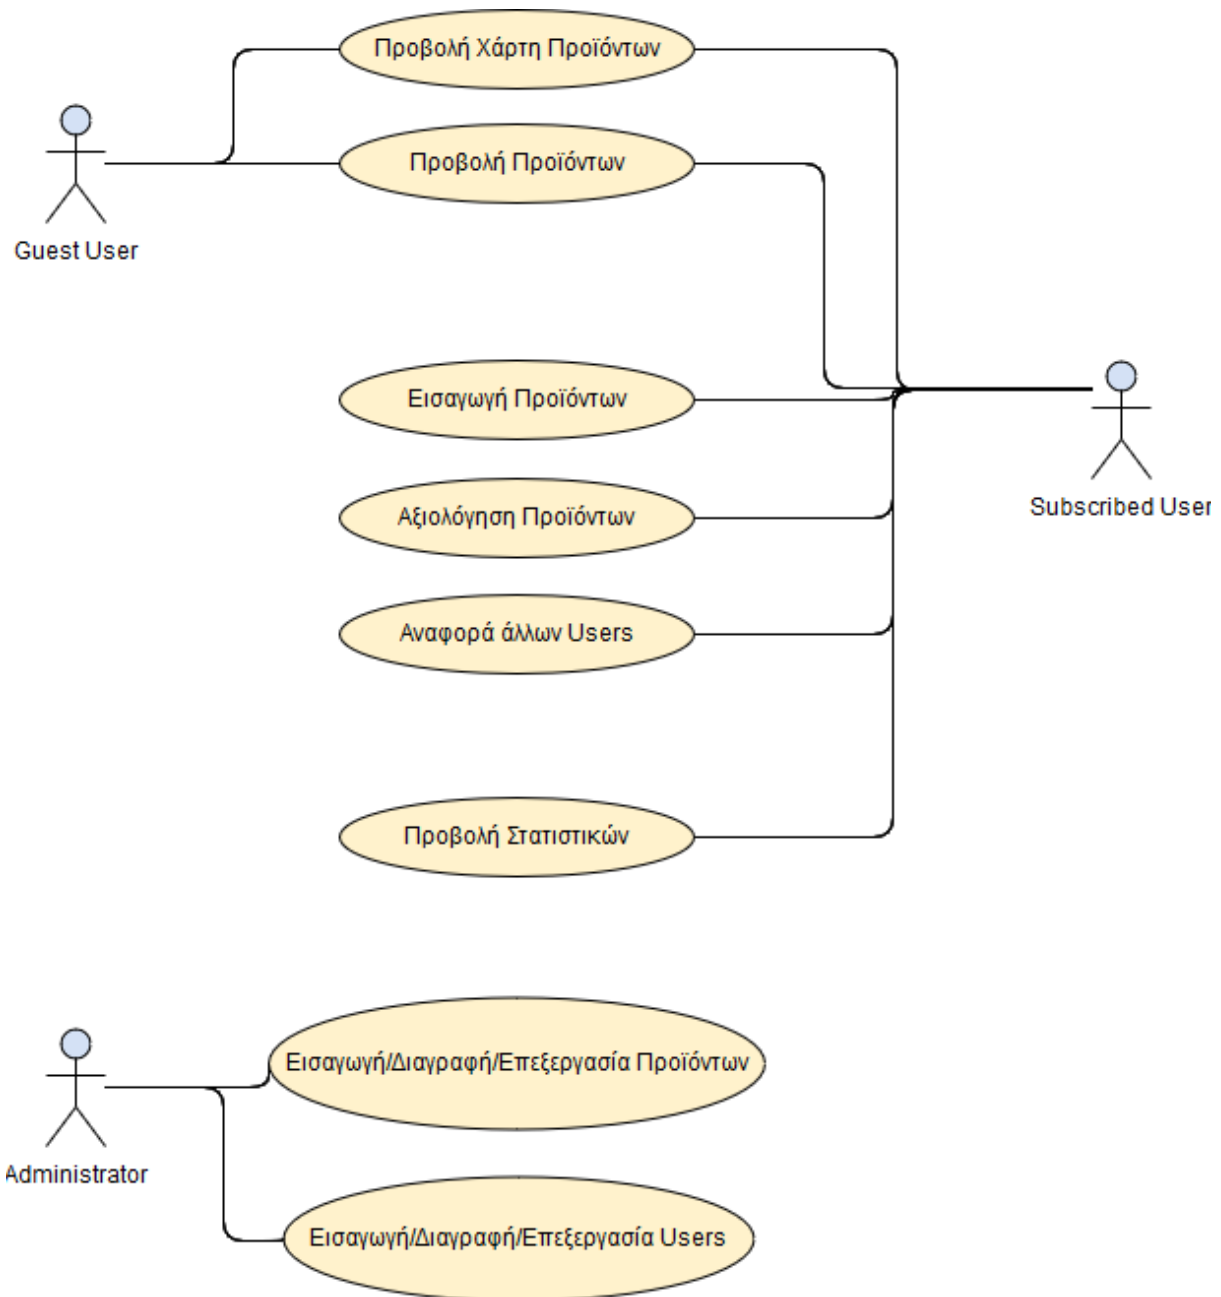 Προβολή Χάρτη Προϊόντων
Προβολή Προϊόντων
Guest User
Εισαγωγή Προϊόντων
Αξιολόγηση Προϊόντων
Subscribed User
Αναφορά άλλων Users
Προβολή Στατιστικών
Εισαγωγή/Διαγραφή/Επεξεργασία Προϊόντων
Administrator
Εισαγωγή/Διαγραφή/Επεξεργασία Users